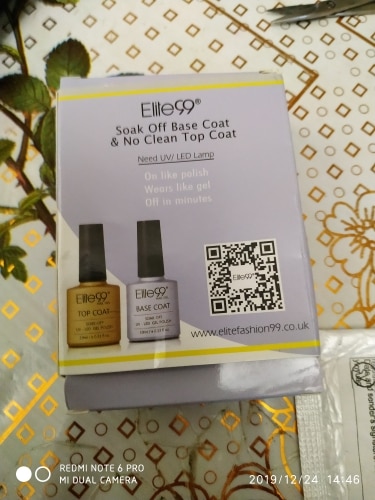 Elite99®
Soak Off Base Coat
& No Clean Top Coat
Need UV/ LED Lamp
On like polish
Wears like gel
Off in minutes
Elite99
TOP COAT
Elite99
BASE COAT
Elite99
www.elitefashion99.co.uk
REDMI NOTE 6 PRO
MI DUAL CAMERA
2019/12/24 14:46